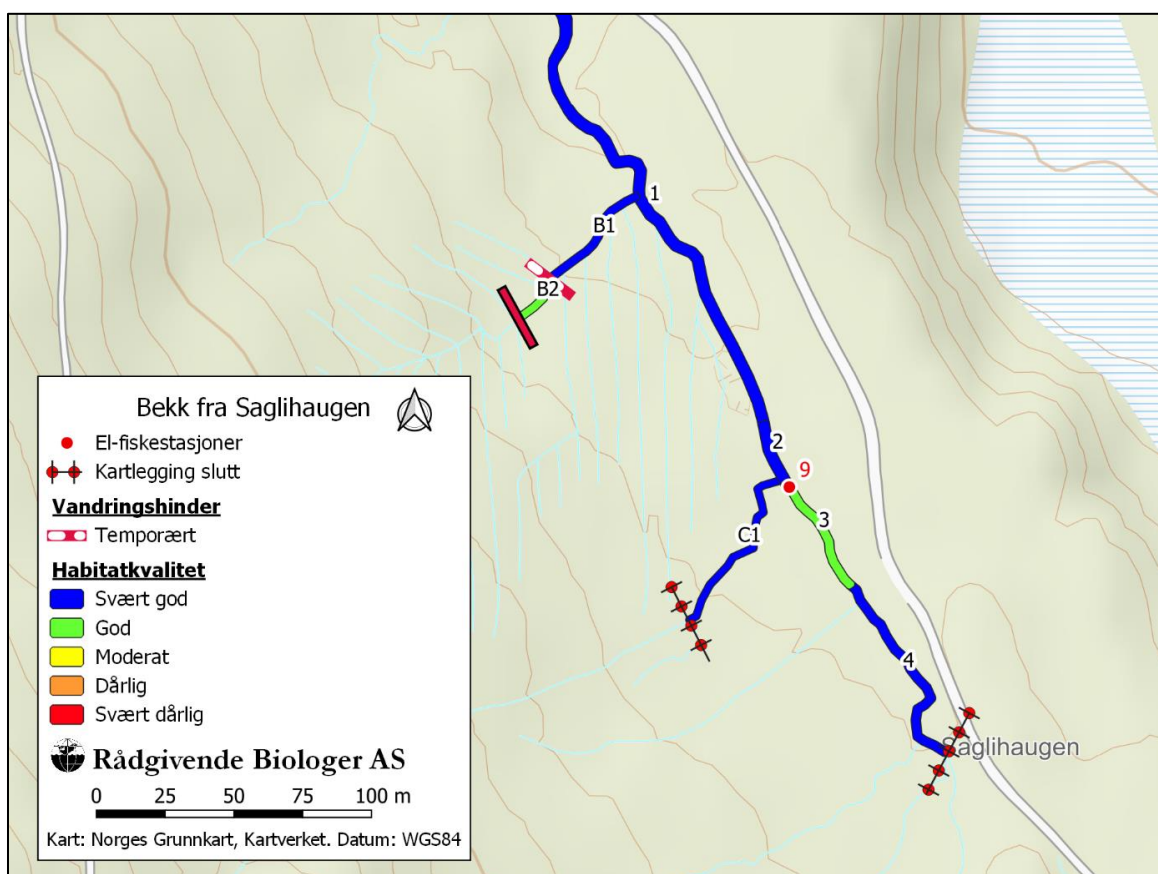 1
B1
B2
2
9
3
C1
4
Saglihaugen
Bekk fra Saglihaugen
El-fiskestasjoner
Kartlegging slutt
Vandringshinder
Temporært
Habitatkvalitet
Svært god
God
Moderat
Dårlig
Svært dårlig
Rådgivende Biologer AS
0 25 50 75 100 m
Kart: Norges Grunnkart, Kartverket. Datum: WGS84